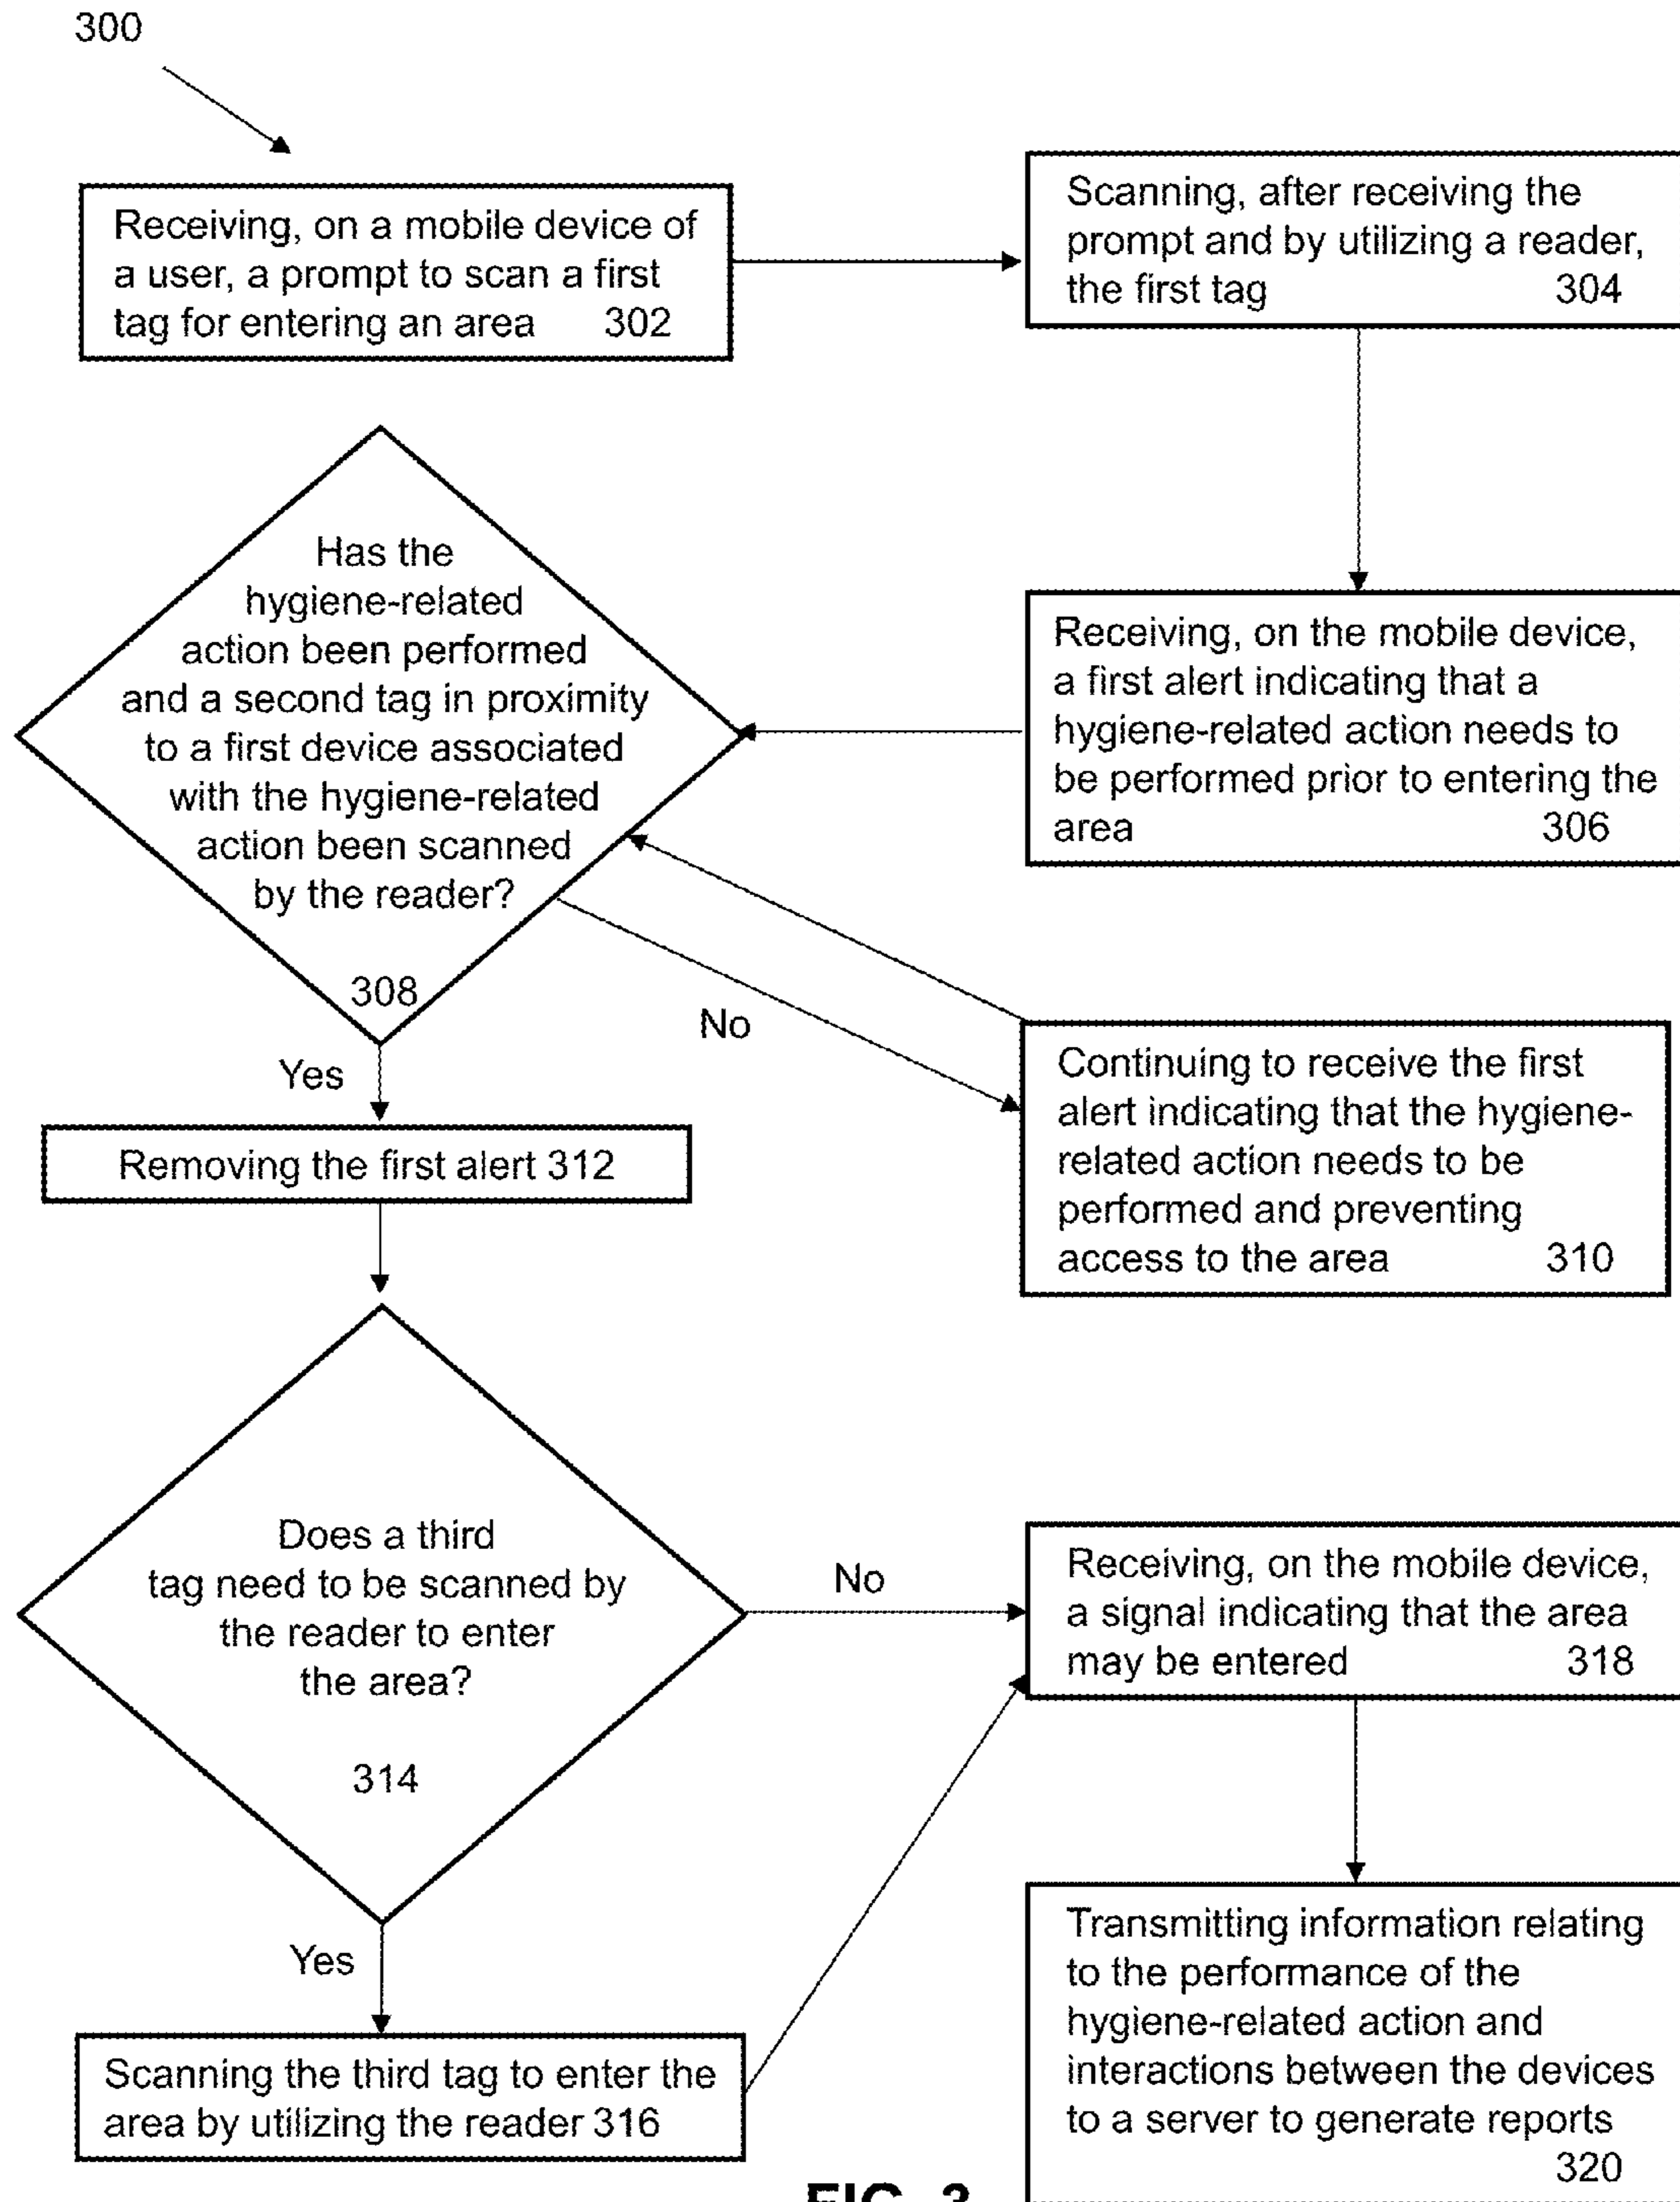 300
Receiving, on a mobile device of
a user, a prompt to scan a first
tag for entering an area 302
Scanning, after receiving the
prompt and by utilizing a reader,
the first tag 304
Receiving, on the mobile device,
a first alert indicating that a
hygiene-related action needs to
be performed prior to entering the
area 306
Has the
hygiene-related
action been performed
and a second tag in proximity
to a first device associated
with the hygiene-related
action been scanned
by the reader?
308
No
Continuing to receive the first
alert indicating that the hygiene-
related action needs to be
performed and preventing
access to the area 310
Yes
Removing the first alert 312
Does a third
tag need to be scanned by
the reader to enter
the area?
314
No
Receiving, on the mobile device,
a signal indicating that the area
may be entered 318
Yes
Scanning the third tag to enter the
area by utilizing the reader 316
Transmitting information relating
to the performance of the
hygiene-related action and
interactions between the devices
to a server to generate reports
320
FIG. 3